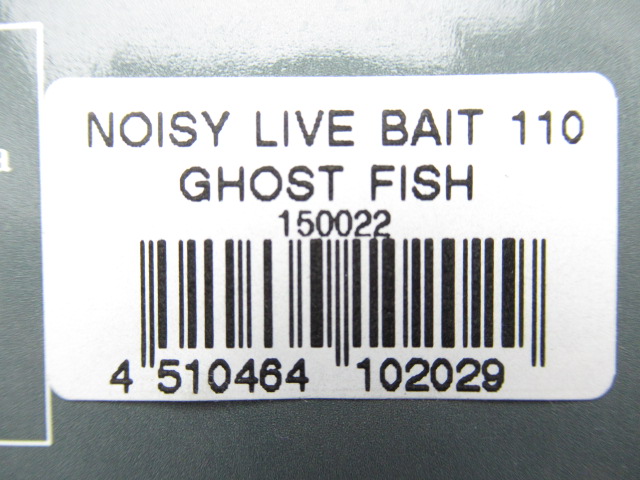 NOISY LIVE BAIT 110
GHOST FISH
150022
4 510464 102029
a